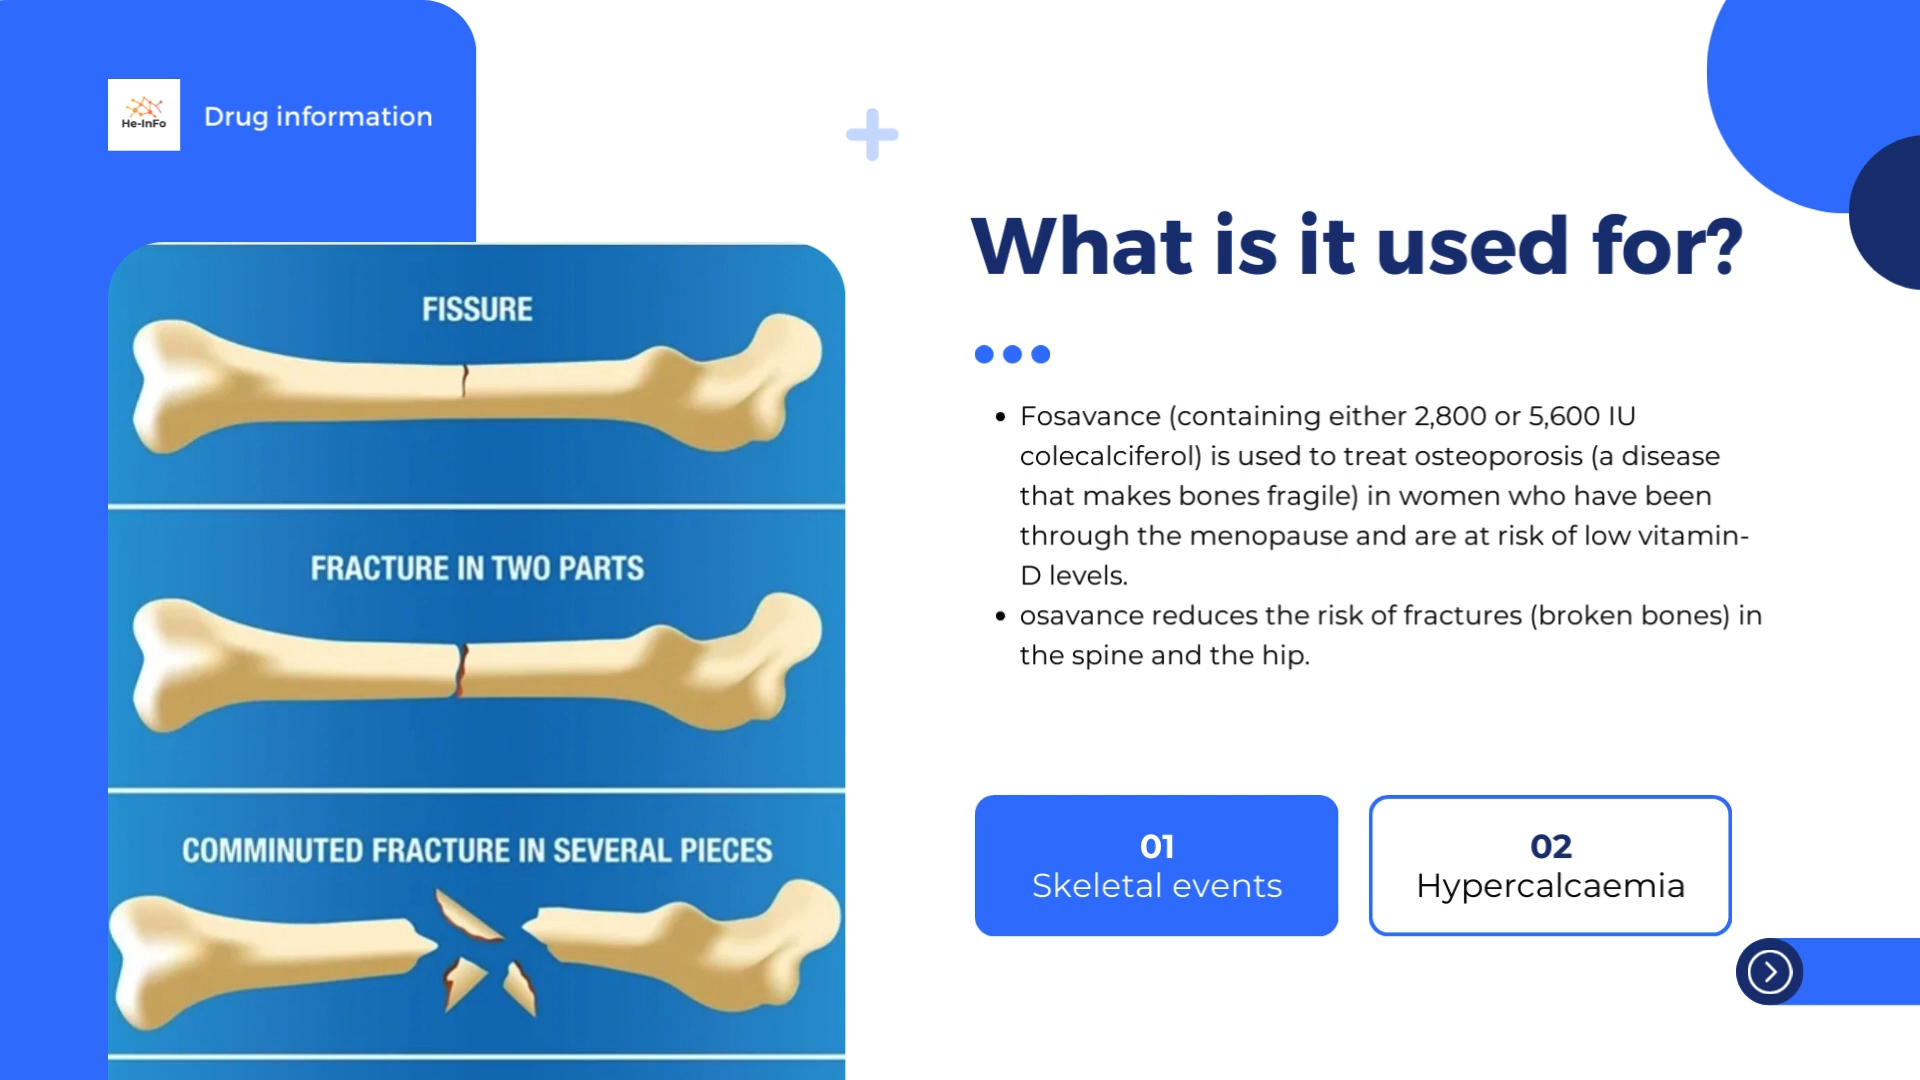 He-InFo
Drug information
FISSURE
FRACTURE IN TWO PARTS
COMMINUTED FRACTURE IN SEVERAL PIECES
What is it used for?
• Fosavance (containing either 2,800 or 5,600 IU
colecalciferol) is used to treat osteoporosis (a disease
that makes bones fragile) in women who have been
through the menopause and are at risk of low vitamin-
D levels.
• osavance reduces the risk of fractures (broken bones) in
the spine and the hip.
01
Skeletal events
02
Hypercalcaemia